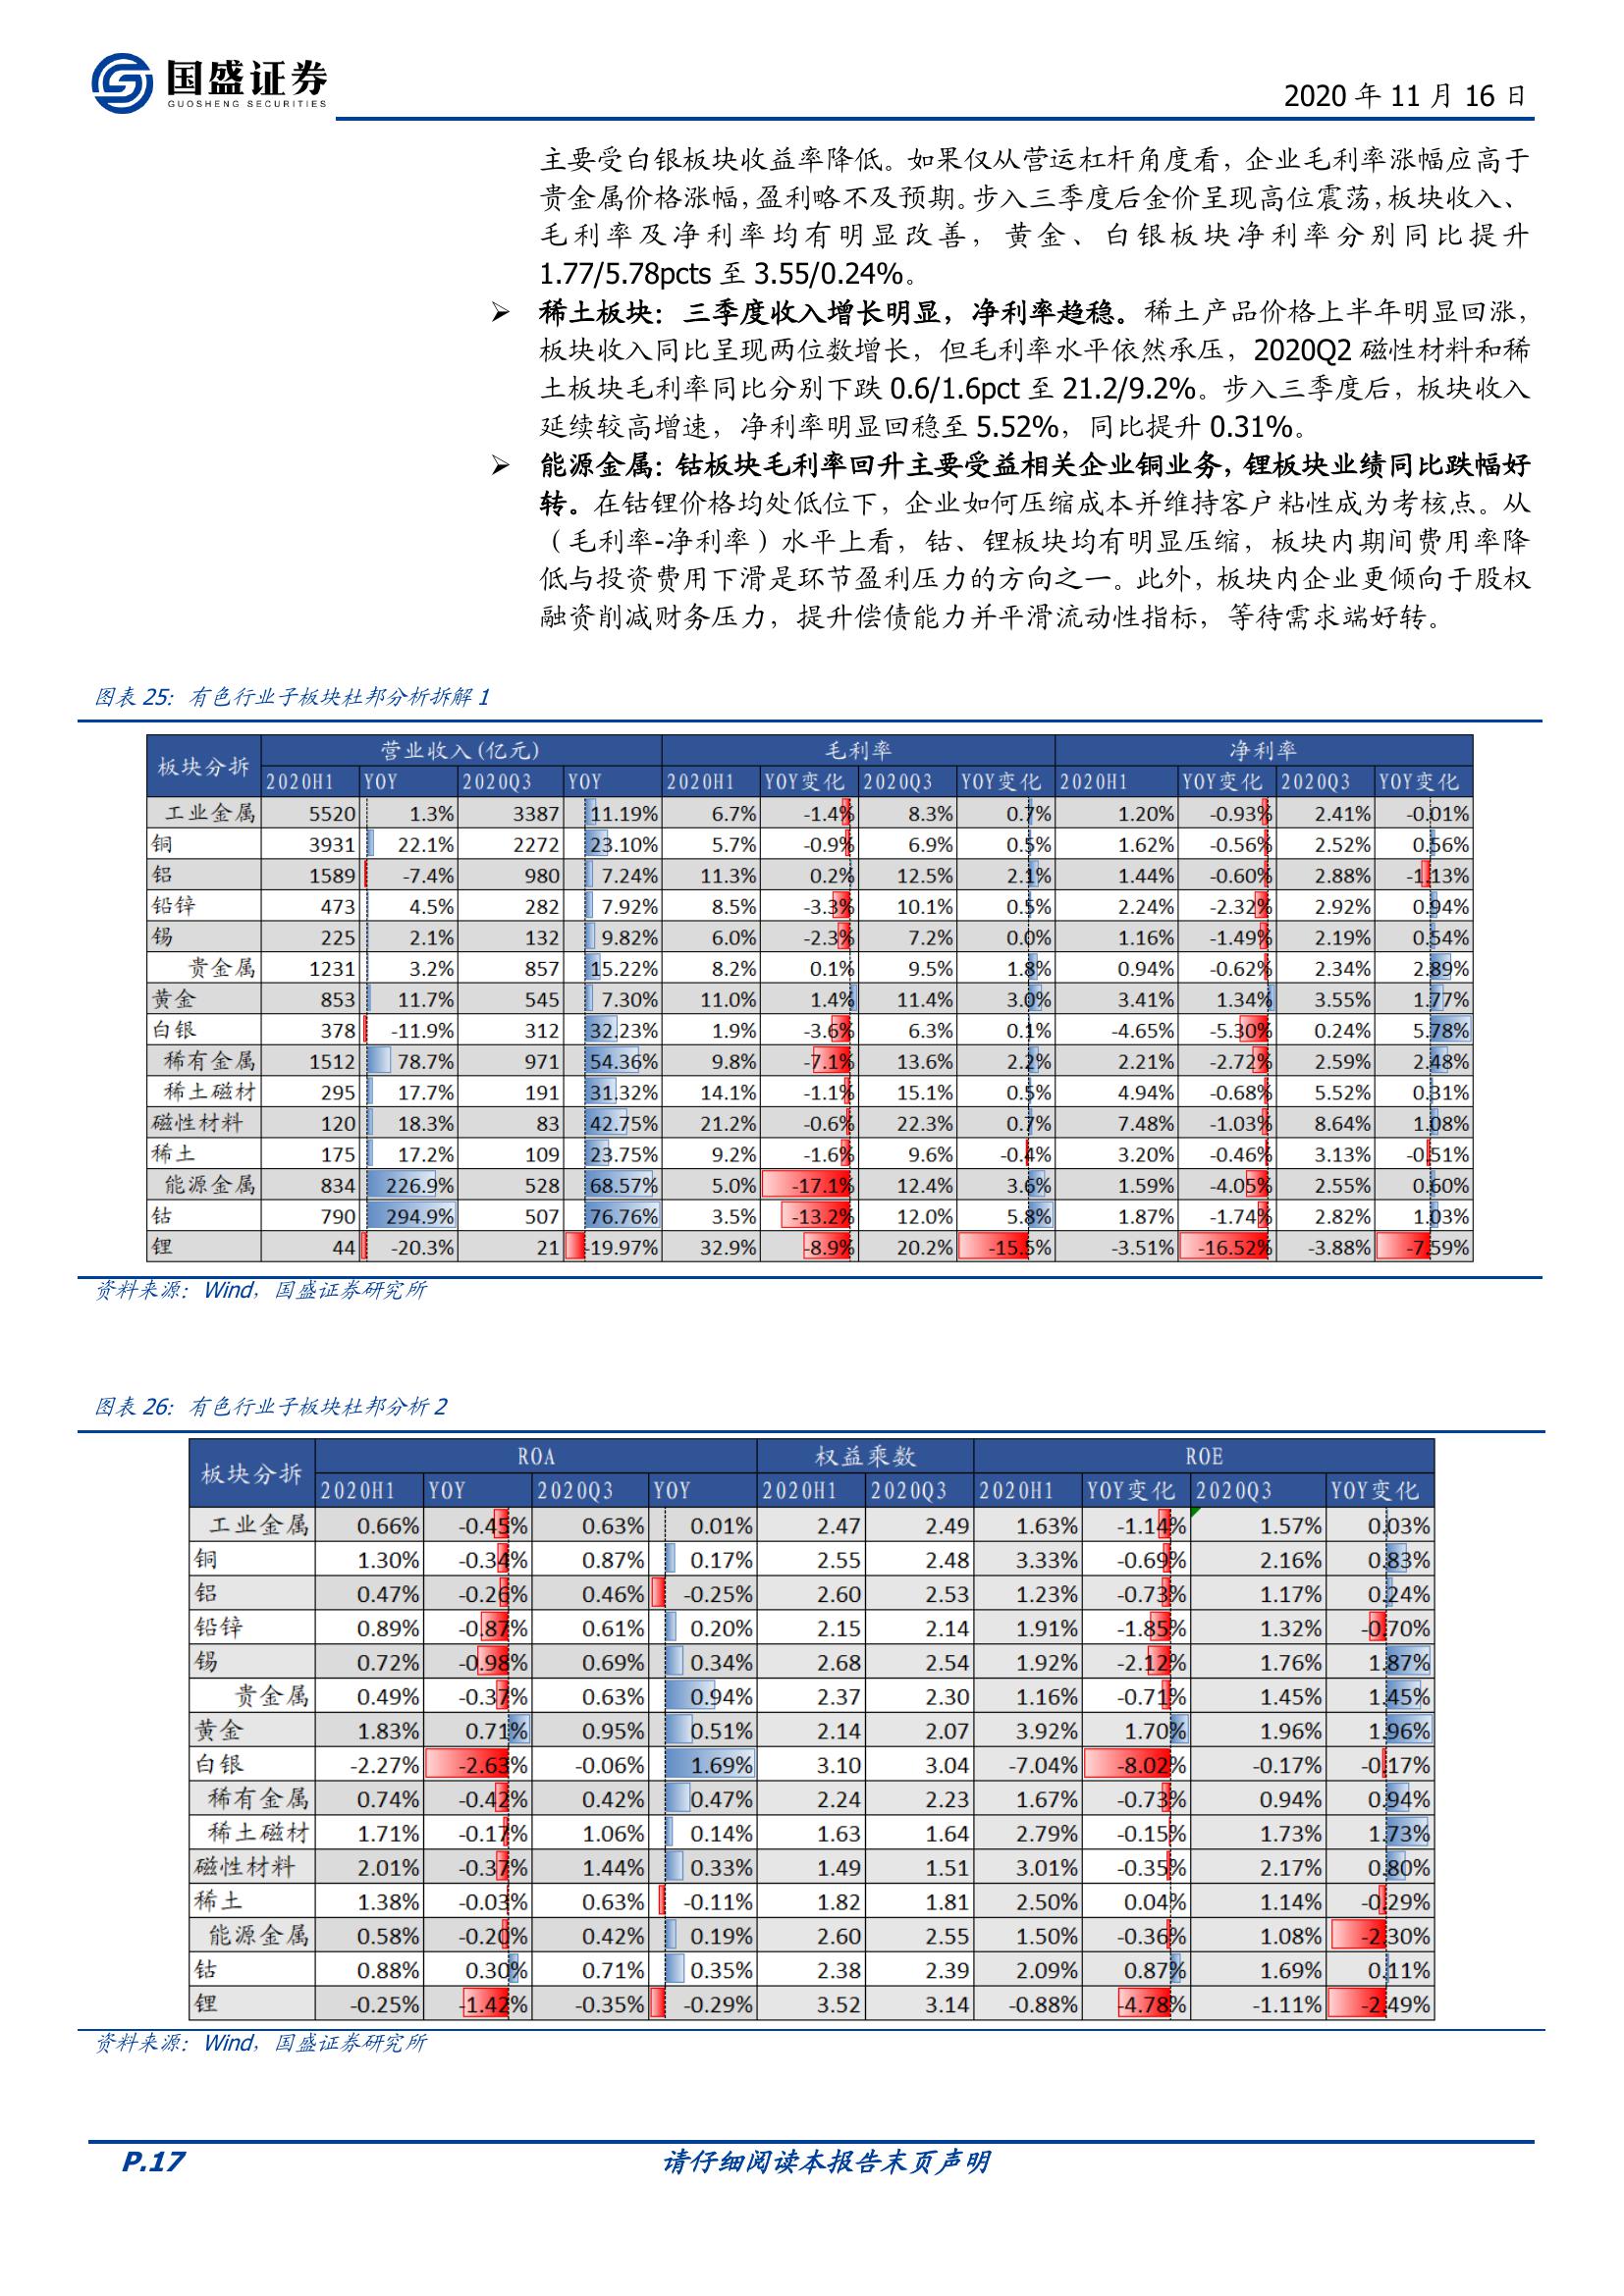 国盛证券
GUOSHENG SECURITIES
2020 年 11 月 16 日
主要受白银板块收益率降低。如果仅从营运杠杆角度看，企业毛利率涨幅应高于
贵金属价格涨幅，盈利略不及预期。步入三季度后金价呈现高位震荡，板块收入、
毛利率及净利率均有明显改善，黄金、白银板块净利率分别同比提升
1.77/5.78pcts 至 3.55/0.24%。
➢ 稀土板块：三季度收入增长明显，净利率趋稳。稀土产品价格上半年明显回涨，
板块收入同比呈现两位数增长，但毛利率水平依然承压，2020Q2 磁性材料和稀
土板块毛利率同比分别下跌 0.6/1.6pct 至 21.2/9.2%。步入三季度后，板块收入
延续较高增速，净利率明显回稳至 5.52%，同比提升 0.31%。
➢ 能源金属：钴板块毛利率回升主要受益相关企业铜业务，锂板块业绩同比跌幅好
转。在钴锂价格均处低位下，企业如何压缩成本并维持客户粘性成为考核点。从
（毛利率-净利率）水平上看，钴、锂板块均有明显压缩，板块内期间费用率降
低与投资费用下滑是环节盈利压力的方向之一。此外，板块内企业更倾向于股权
融资削减财务压力，提升偿债能力并平滑流动性指标，等待需求端好转。
图表 25：有色行业子板块杜邦分析拆解 1
板块分拆 营业收入(亿元) 毛利率 净利率
2020H1 YOY 2020Q3 YOY 2020H1 YOY变化 2020Q3 YOY变化 2020H1 YOY变化 2020Q3 YOY变化
工业金属 5520 1.3% 3387 11.19% 6.7% -1.4% 8.3% 0.7% 1.20% -0.93% 2.41% -0.01%
铜 3931 22.1% 2272 23.10% 5.7% -0.9% 6.9% 0.5% 1.62% -0.56% 2.52% 0.56%
铝 1589 -7.4% 980 7.24% 11.3% 0.2% 12.5% 2.1% 1.44% -0.60% 2.88% -1.13%
铅锌 473 4.5% 282 7.92% 8.5% -3.3% 10.1% 0.5% 2.24% -2.32% 2.92% 0.94%
锡 225 2.1% 132 9.82% 6.0% -2.3% 7.2% 0.0% 1.16% -1.49% 2.19% 0.54%
贵金属 1231 3.2% 857 15.22% 8.2% 0.1% 9.5% 1.8% 0.94% -0.62% 2.34% 2.89%
黄金 853 11.7% 545 7.30% 11.0% 1.4% 11.4% 3.0% 3.41% 1.34% 3.55% 1.77%
白银 378 -11.9% 312 32.23% 1.9% -3.6% 6.3% 0.1% -4.65% -5.30% 0.24% 5.78%
稀有金属 1512 78.7% 971 54.36% 9.8% -7.1% 13.6% 2.2% 2.21% -2.72% 2.59% 2.48%
稀土磁材 295 17.7% 191 31.32% 14.1% -1.1% 15.1% 0.5% 4.94% -0.68% 5.52% 0.31%
磁性材料 120 18.3% 83 42.75% 21.2% -0.6% 22.3% 0.7% 7.48% -1.03% 8.64% 1.08%
稀土 175 17.2% 109 23.75% 9.2% -1.6% 9.6% -0.4% 3.20% -0.46% 3.13% -0.51%
能源金属 834 226.9% 528 68.57% 5.0% -17.1% 12.4% 3.6% 1.59% -4.05% 2.55% 0.60%
钴 790 294.9% 507 76.76% 3.5% -13.2% 12.0% 5.8% 1.87% -1.74% 2.82% 1.03%
锂 44 -20.3% 21 -19.97% 32.9% -8.9% 20.2% -15.5% -3.51% -16.52% -3.88% -7.59%
资料来源：Wind，国盛证券研究所
图表 26：有色行业子板块杜邦分析 2
板块分拆 ROA 权益乘数 ROE
2020H1 YOY 2020Q3 YOY 2020H1 2020Q3 2020H1 YOY变化 2020Q3 YOY变化
工业金属 0.66% -0.45% 0.63% 0.01% 2.47 2.49 1.63% -1.14% 1.57% 0.03%
铜 1.30% -0.34% 0.87% 0.17% 2.55 2.48 3.33% -0.69% 2.16% 0.83%
铝 0.47% -0.26% 0.46% -0.25% 2.60 2.53 1.23% -0.73% 1.17% 0.24%
铅锌 0.89% -0.87% 0.61% 0.20% 2.15 2.14 1.91% -1.85% 1.32% -0.70%
锡 0.72% -0.98% 0.69% 0.34% 2.68 2.54 1.92% -2.12% 1.76% 1.87%
贵金属 0.49% -0.37% 0.63% 0.94% 2.37 2.30 1.16% -0.71% 1.45% 1.45%
黄金 1.83% 0.71% 0.95% 0.51% 2.14 2.07 3.92% 1.70% 1.96% 1.96%
白银 -2.27% -2.63% -0.06% 1.69% 3.10 3.04 -7.04% -8.02% -0.17% -0.17%
稀有金属 0.74% -0.42% 0.42% 0.47% 2.24 2.23 1.67% -0.73% 0.94% 0.94%
稀土磁材 1.71% -0.17% 1.06% 0.14% 1.63 1.64 2.79% -0.15% 1.73% 1.73%
磁性材料 2.01% -0.37% 1.44% 0.33% 1.49 1.51 3.01% -0.35% 2.17% 0.80%
稀土 1.38% -0.03% 0.63% -0.11% 1.82 1.81 2.50% 0.04% 1.14% -0.29%
能源金属 0.58% -0.20% 0.42% 0.19% 2.60 2.55 1.50% -0.36% 1.08% -2.30%
钴 0.88% 0.30% 0.71% 0.35% 2.38 2.39 2.09% 0.87% 1.69% 0.11%
锂 -0.25% -1.42% -0.35% -0.29% 3.52 3.14 -0.88% -4.78% -1.11% -2.49%
资料来源：Wind，国盛证券研究所
P.17 请仔细阅读本报告末页声明